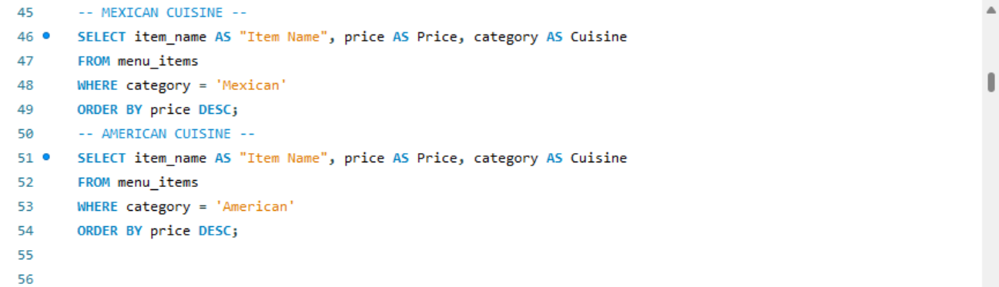 45 -- MEXICAN CUISINE --
46 SELECT item_name AS "Item Name", price AS Price, category AS Cuisine
47 FROM menu_items
48 WHERE category = 'Mexican'
49 ORDER BY price DESC;
50 -- AMERICAN CUISINE --
51 SELECT item_name AS "Item Name", price AS Price, category AS Cuisine
52 FROM menu_items
53 WHERE category = 'American'
54 ORDER BY price DESC;
55
56